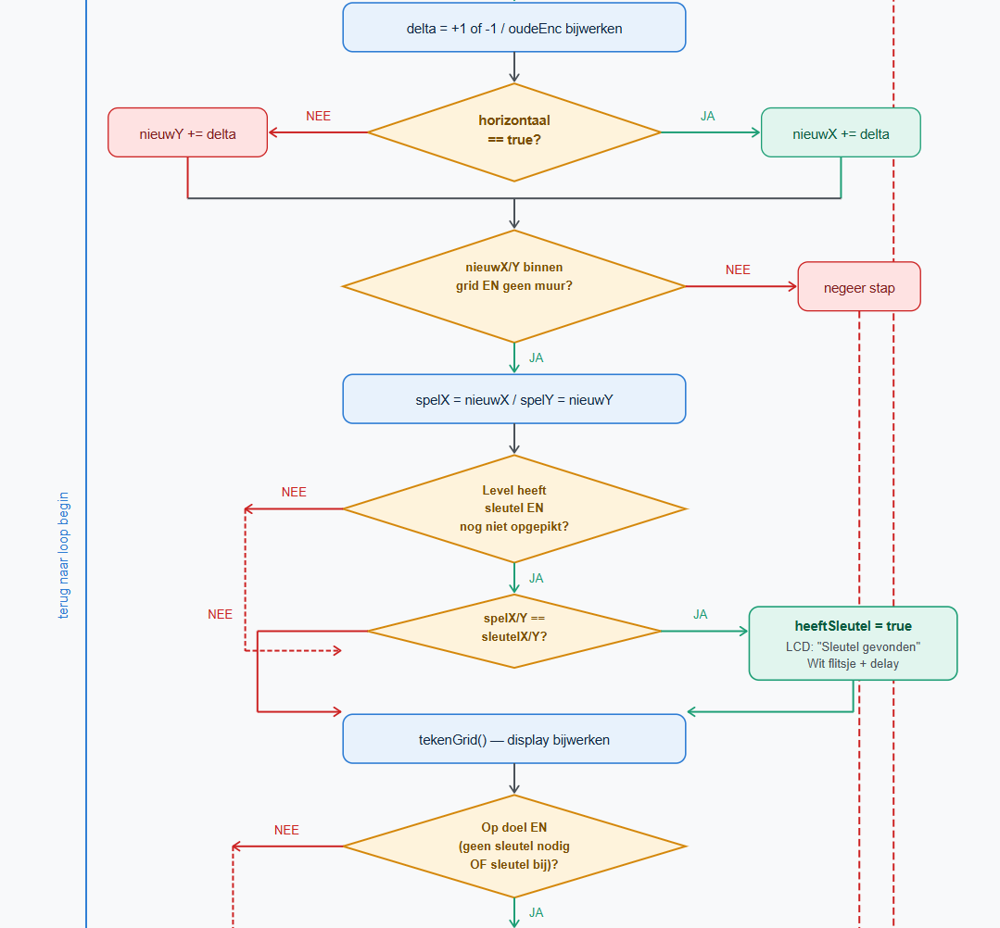 delta = +1 of -1 / oudeEnc bijwerken
horizontaal
== true?
NEE
JA
nieuwY += delta
nieuwX += delta
nieuwX/Y binnen
grid EN geen muur?
NEE
negeer stap
JA
spelX = nieuwX / spelY = nieuwY
Level heeft
sleutel EN
nog niet opgepikt?
NEE
JA
terug naar loop begin
spelX/Y ==
sleutelX/Y?
NEE
JA
heeftSleutel = true
LCD: "Sleutel gevonden"
Wit flitsje + delay
tekenGrid() — display bijwerken
Op doel EN
(geen sleutel nodig
OF sleutel bij)?
NEE
JA